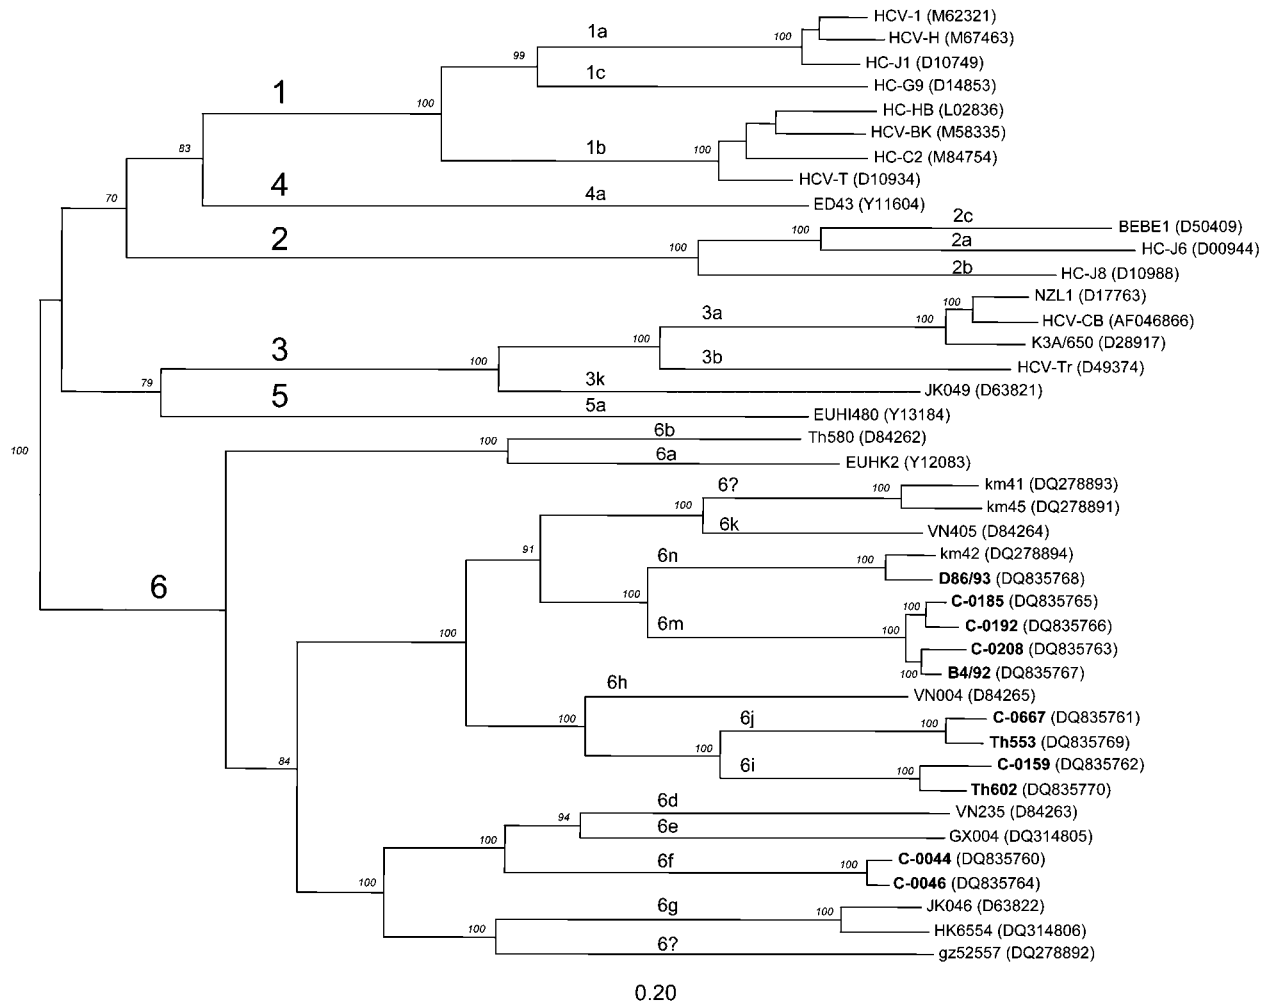 1a
HCV-1 (M62321)
100
HCV-H (M67463)
99
HC-J1 (D10749)
1c
HC-G9 (D14853)
1
100
HC-HB (L02836)
HCV-BK (M58335)
83
1b
100
HC-C2 (M84754)
HCV-T (D10934)
4
70
4a
ED43 (Y11604)
2c
BEBE1 (D50409)
2
100
100
2a
HC-J6 (D00944)
2b
HC-J8 (D10988)
NZL1 (D17763)
3a
100
100
HCV-CB (AF046866)
3
100
K3A/650 (D28917)
100
3b
HCV-Tr (D49374)
79
3k
JK049 (D63821)
5
5a
EUHI480 (Y13184)
6b
Th580 (D84262)
100
100
6a
EUHK2 (Y12083)
6?
100
km41 (DQ278893)
100
km45 (DQ278891)
6k
VN405 (D84264)
91
6n
100
km42 (DQ278894)
D86/93 (DQ835768)
6
100
100
C-0185 (DQ835765)
6m
100
C-0192 (DQ835766)
100
C-0208 (DQ835763)
100
B4/92 (DQ835767)
6h
VN004 (D84265)
100
6j
100
C-0667 (DQ835761)
100
Th553 (DQ835769)
84
6i
100
C-0159 (DQ835762)
Th602 (DQ835770)
6d
VN235 (D84263)
94
6e
GX004 (DQ314805)
100
6f
100
C-0044 (DQ835760)
C-0046 (DQ835764)
100
6g
100
JK046 (D63822)
100
HK6554 (DQ314806)
6?
gz52557 (DQ278892)
0.20